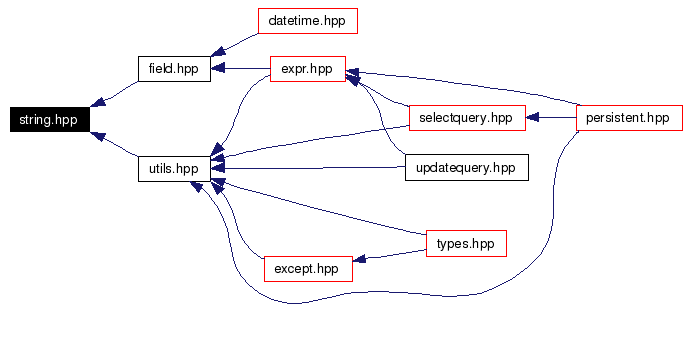 datetime.hpp
field.hpp
expr.hpp
string.hpp
selectquery.hpp
persistent.hpp
utils.hpp
updatequery.hpp
types.hpp
except.hpp